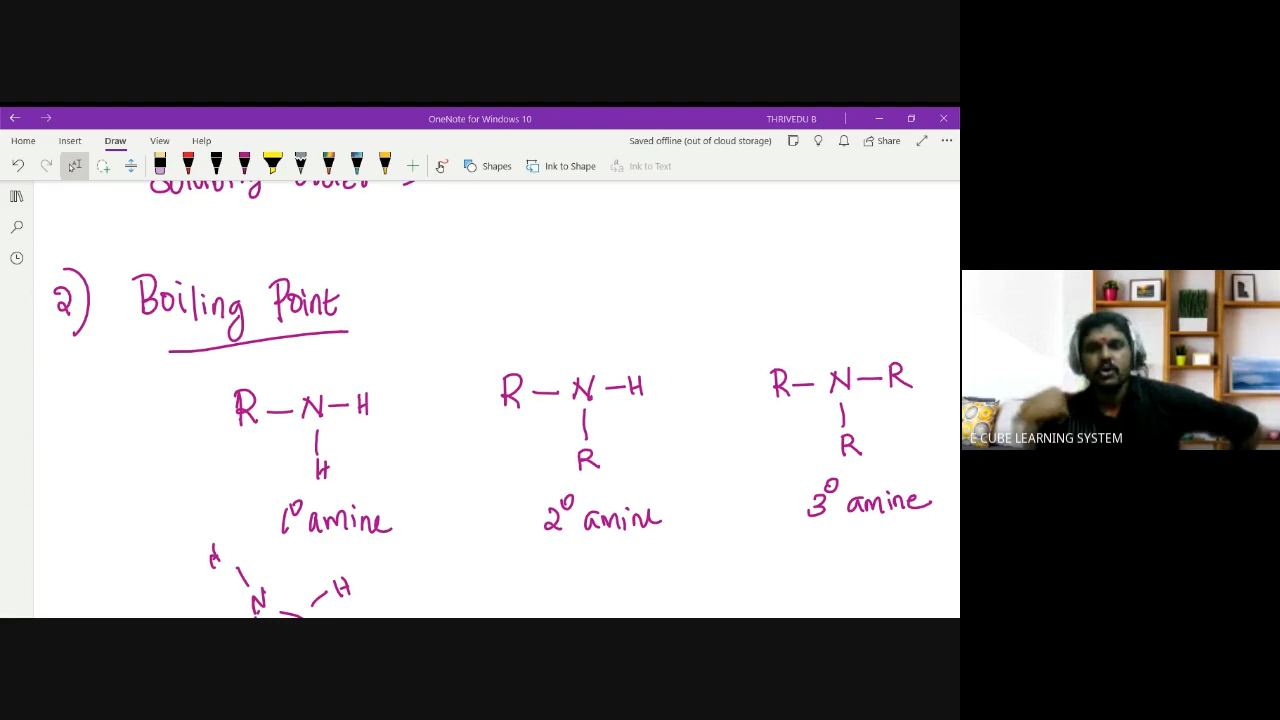 OneNote for Windows 10
THRIVEDU B
Home Insert Draw View Help
Saved offline (out of cloud storage)
Share
Shapes
Ink to Shape
Ink to Text
2) Boiling Point
R — N — H
H
1° amine
R — N — H
R
2° amine
R — N — R
R
3° amine
H
N
H
E CUBE LEARNING SYSTEM